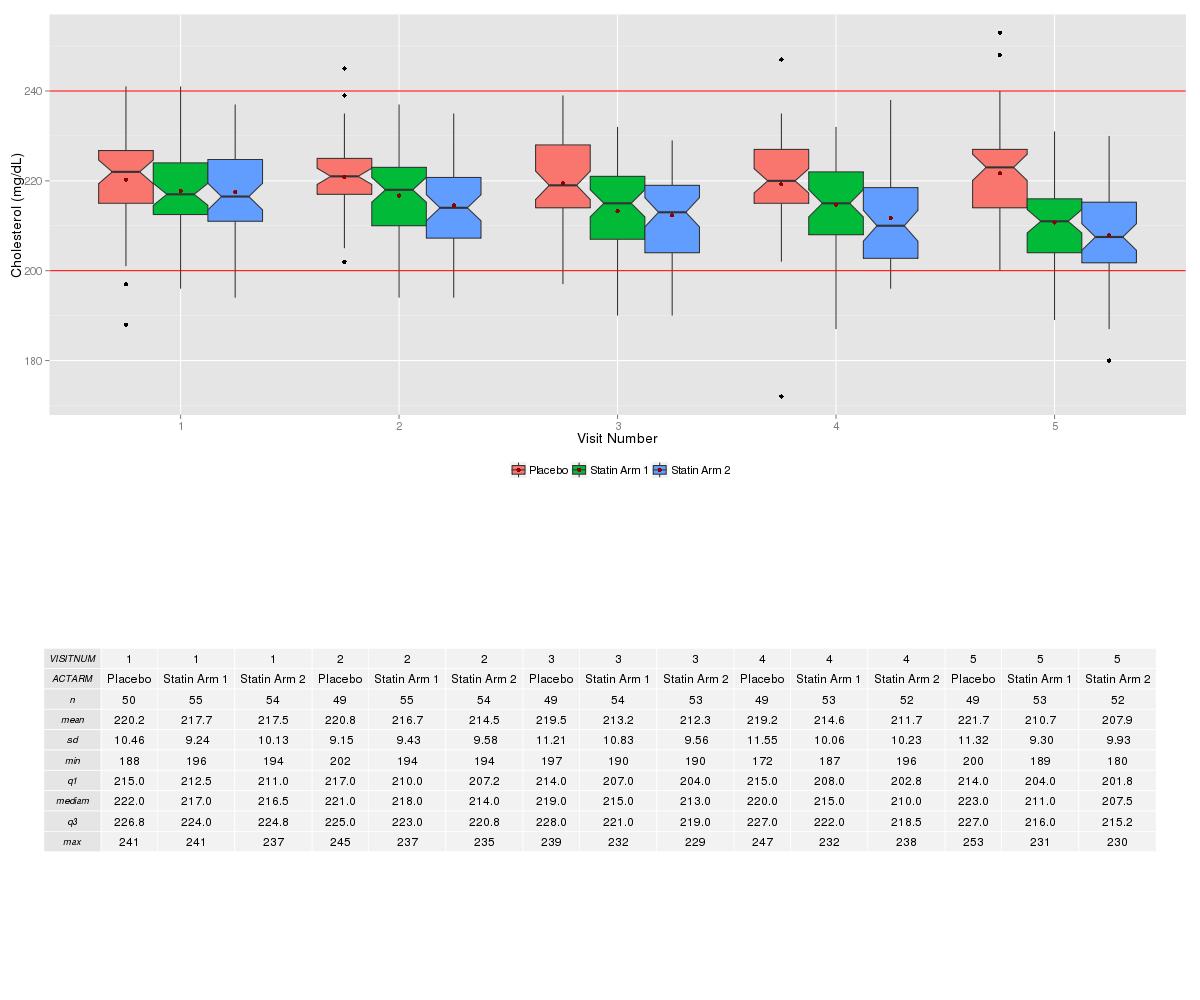 240
220
200
180
Cholesterol (mg/dL)
1 2 3 4 5
Visit Number
Placebo Statin Arm 1 Statin Arm 2
VISITNUM 1 1 1 2 2 2 3 3 3 4 4 4 5 5 5
ACTARM Placebo Statin Arm 1 Statin Arm 2 Placebo Statin Arm 1 Statin Arm 2 Placebo Statin Arm 1 Statin Arm 2 Placebo Statin Arm 1 Statin Arm 2 Placebo Statin Arm 1 Statin Arm 2
n 50 55 54 49 55 54 49 54 53 49 53 52 49 53 52
mean 220.2 217.7 217.5 220.8 216.7 214.5 219.5 213.2 212.3 219.2 214.6 211.7 221.7 210.7 207.9
sd 10.46 9.24 10.13 9.15 9.43 9.58 11.21 10.83 9.56 11.55 10.06 10.23 11.32 9.30 9.93
min 188 196 194 202 194 194 197 190 190 172 187 196 200 189 180
q1 215.0 212.5 211.0 217.0 210.0 207.2 214.0 207.0 204.0 215.0 208.0 202.8 214.0 204.0 201.8
mediam 222.0 217.0 216.5 221.0 218.0 214.0 219.0 215.0 213.0 220.0 215.0 210.0 223.0 211.0 207.5
q3 226.8 224.0 224.8 225.0 223.0 220.8 228.0 221.0 219.0 227.0 222.0 218.5 227.0 216.0 215.2
max 241 241 237 245 237 235 239 232 229 247 232 238 253 231 230